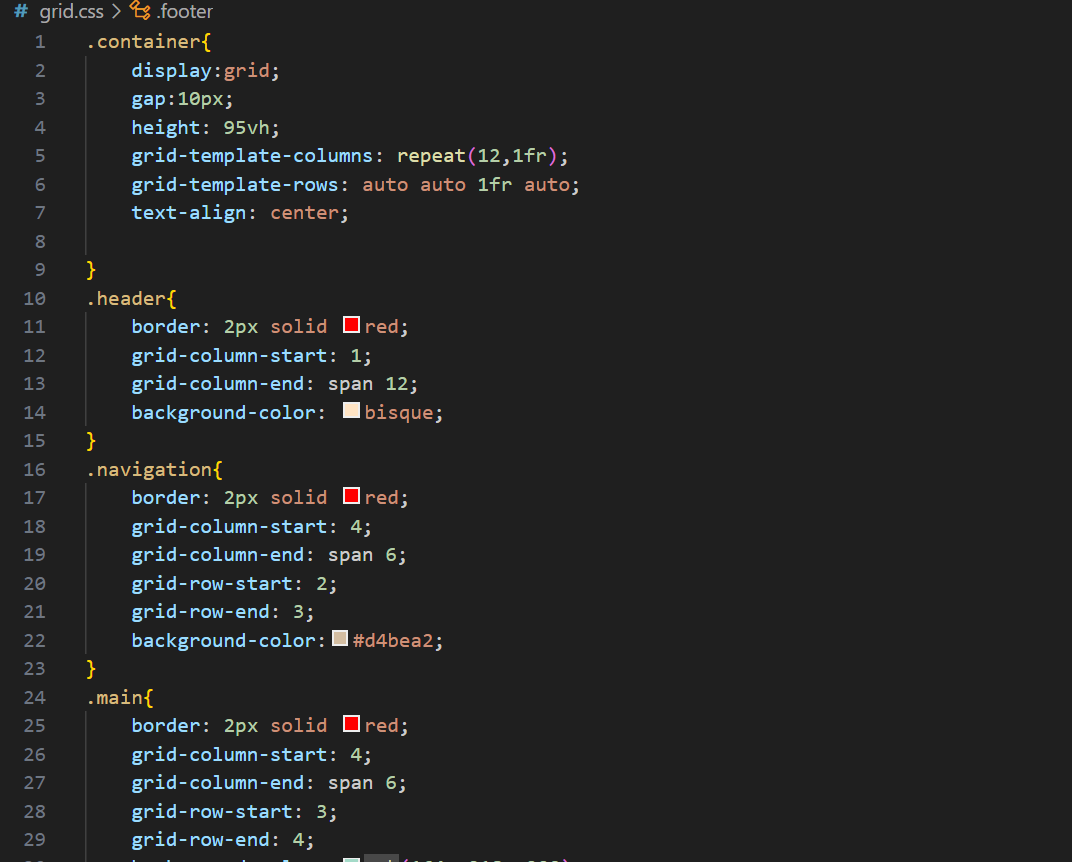 # grid.css > .footer
1 .container{
2 display:grid;
3 gap:10px;
4 height: 95vh;
5 grid-template-columns: repeat(12,1fr);
6 grid-template-rows: auto auto 1fr auto;
7 text-align: center;
8
9 }
10 .header{
11 border: 2px solid red;
12 grid-column-start: 1;
13 grid-column-end: span 12;
14 background-color: bisque;
15 }
16 .navigation{
17 border: 2px solid red;
18 grid-column-start: 4;
19 grid-column-end: span 6;
20 grid-row-start: 2;
21 grid-row-end: 3;
22 background-color: #d4bea2;
23 }
24 .main{
25 border: 2px solid red;
26 grid-column-start: 4;
27 grid-column-end: span 6;
28 grid-row-start: 3;
29 grid-row-end: 4;